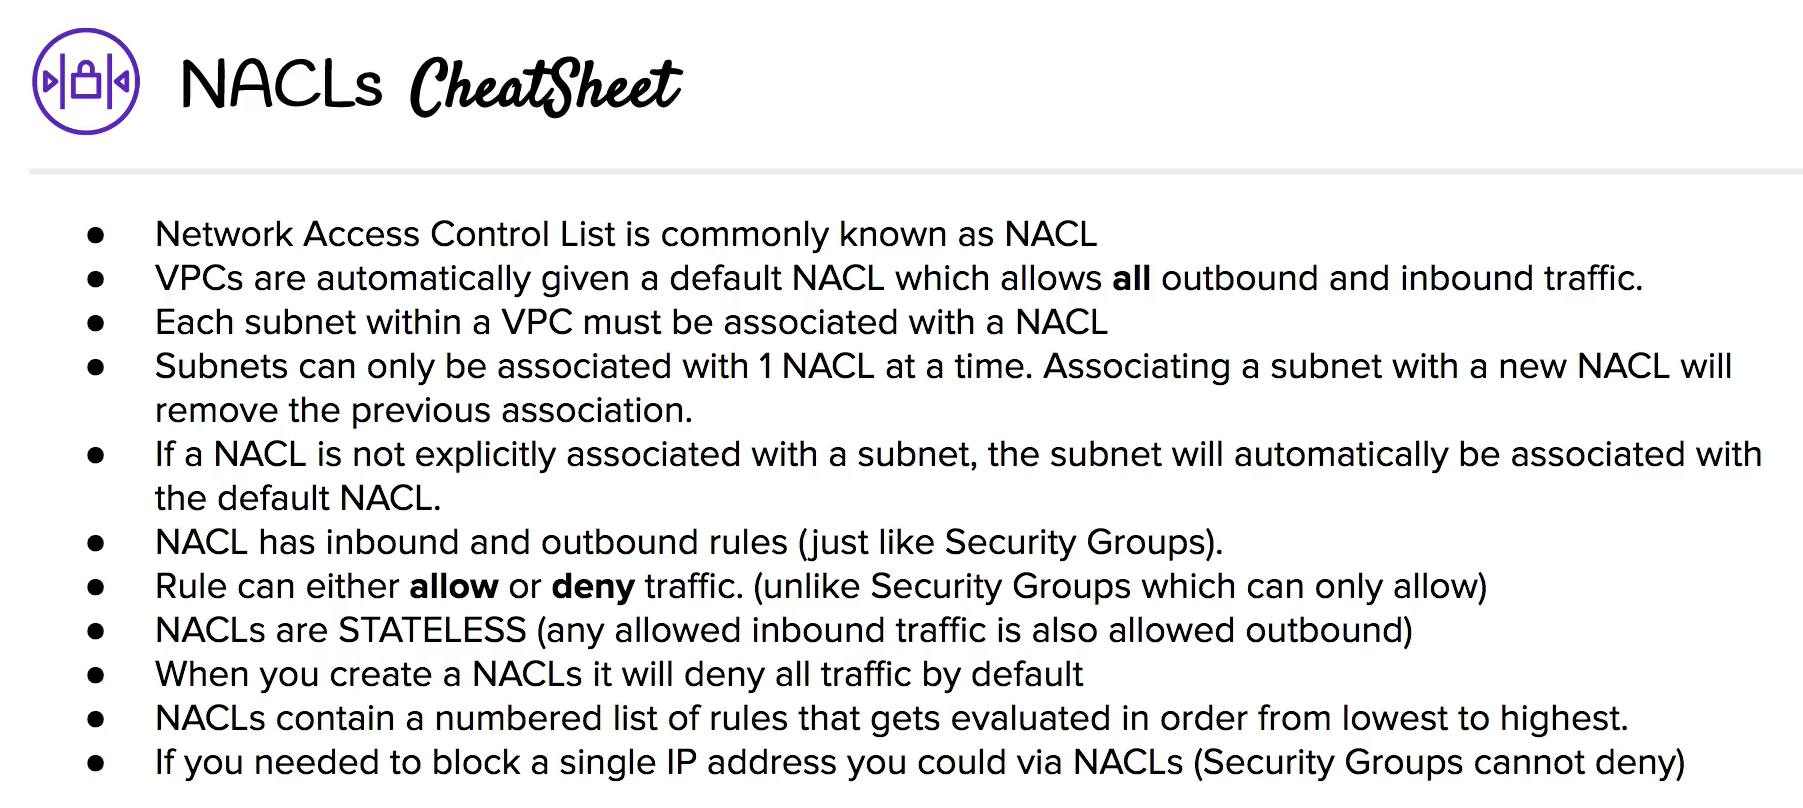 NACLs CheatSheet
● Network Access Control List is commonly known as NACL
● VPCs are automatically given a default NACL which allows all outbound and inbound traffic.
● Each subnet within a VPC must be associated with a NACL
● Subnets can only be associated with 1 NACL at a time. Associating a subnet with a new NACL will
remove the previous association.
● If a NACL is not explicitly associated with a subnet, the subnet will automatically be associated with
the default NACL.
● NACL has inbound and outbound rules (just like Security Groups).
● Rule can either allow or deny traffic. (unlike Security Groups which can only allow)
● NACLs are STATELESS (any allowed inbound traffic is also allowed outbound)
● When you create a NACLs it will deny all traffic by default
● NACLs contain a numbered list of rules that gets evaluated in order from lowest to highest.
● If you needed to block a single IP address you could via NACLs (Security Groups cannot deny)